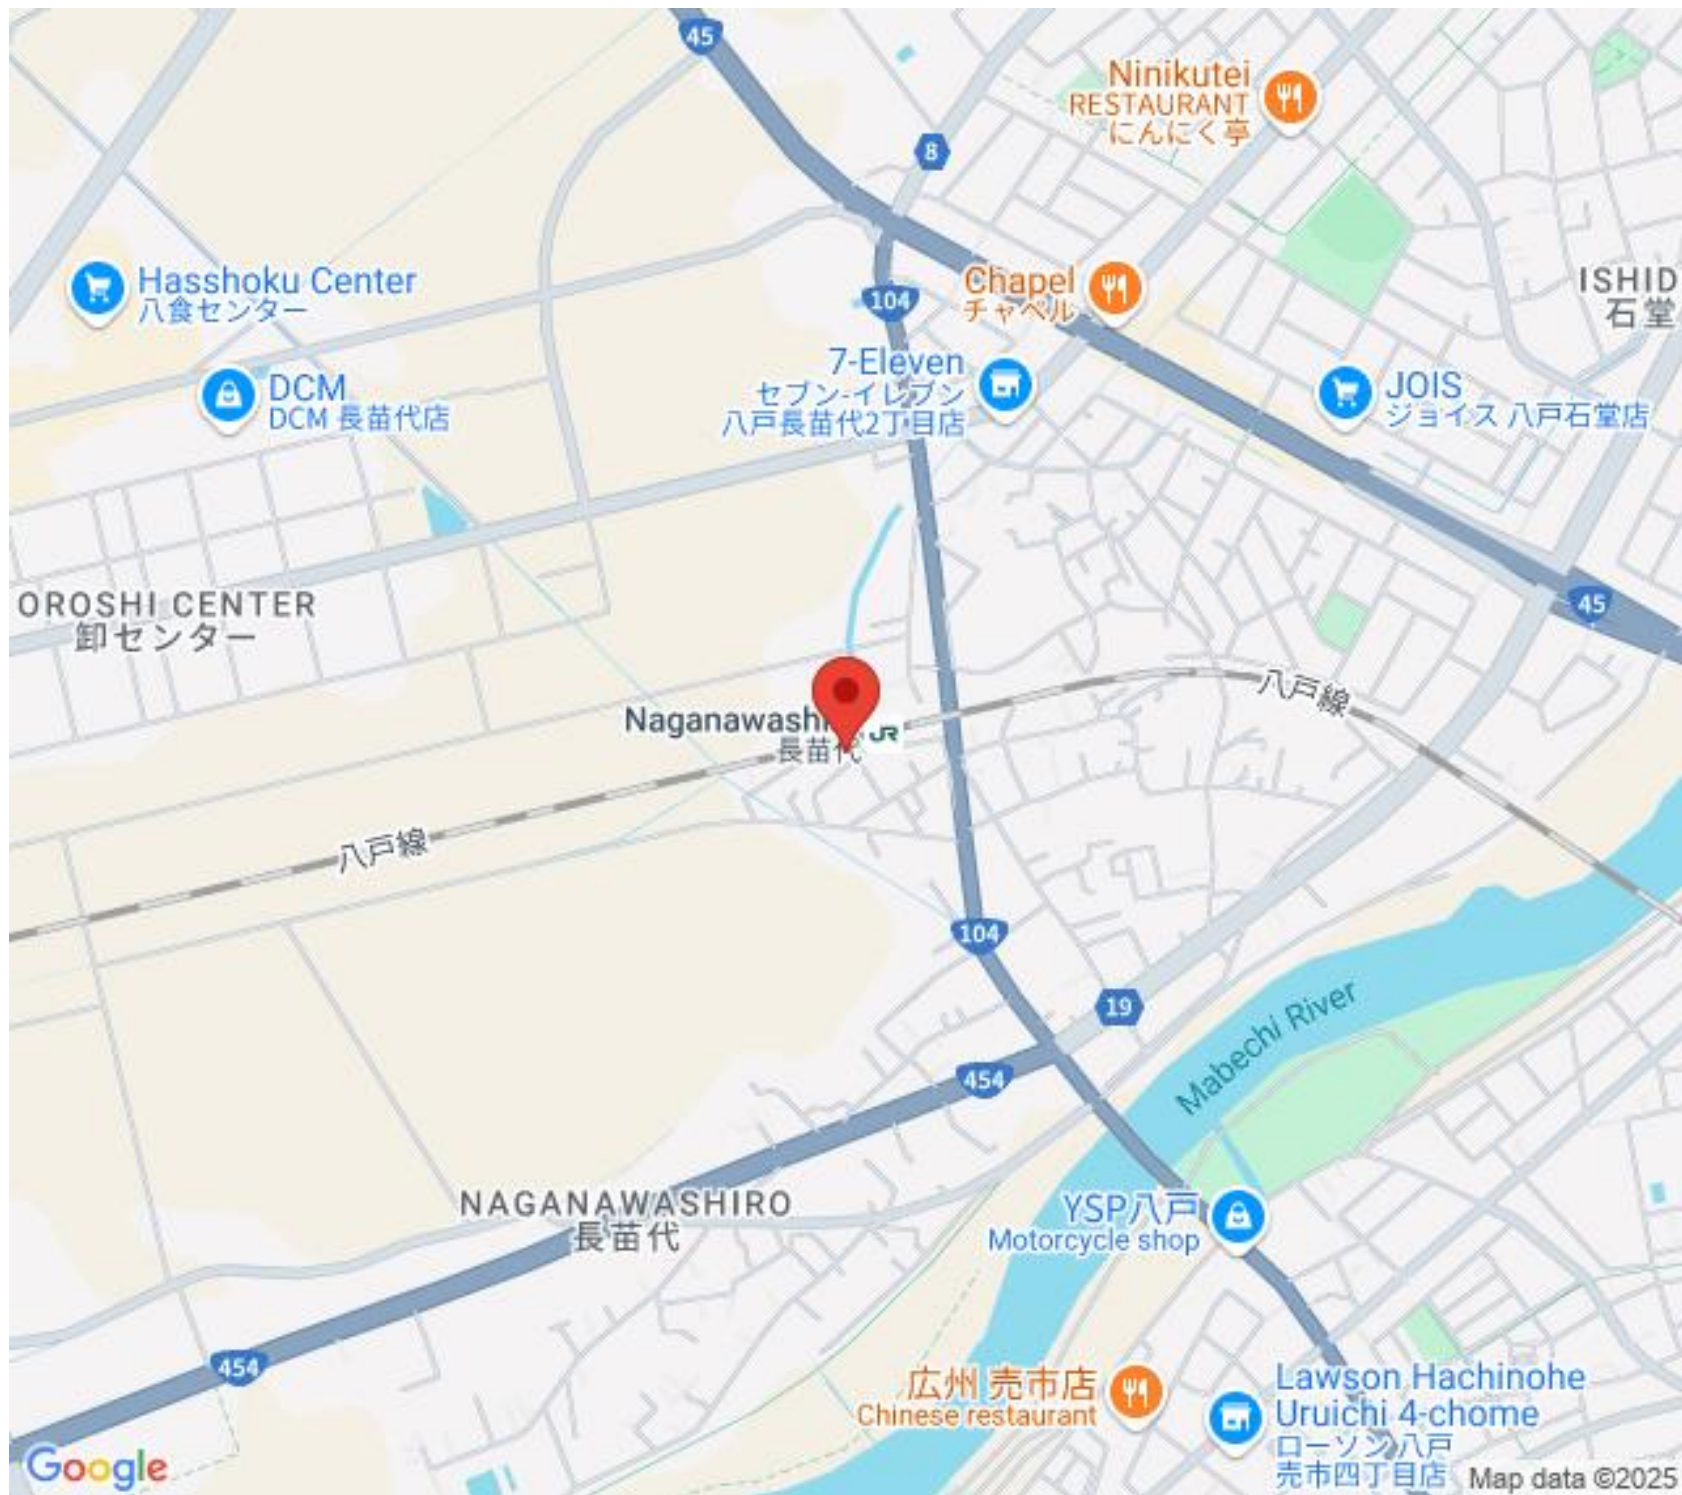 45
Ninikutei
RESTAURANT
にんにく亭
8
Hasshoku Center
八食センター
104
Chapel
チャペル
ISHID
石堂
7-Eleven
セブン-イレブン
八戸長苗代2丁目店
DCM
DCM 長苗代店
JOIS
ジョイス 八戸石堂店
OROSHI CENTER
卸センター
45
八戸線
Naganawashi
JR
長苗代
八戸線
104
19
Mabechi River
454
NAGANAWASHIRO
長苗代
YSP八戸
Motorcycle shop
454
広州 売市店
Chinese restaurant
Lawson Hachinohe
Uruichi 4-chome
ローソン 八戸
売市四丁目店
Google
Map data ©2025